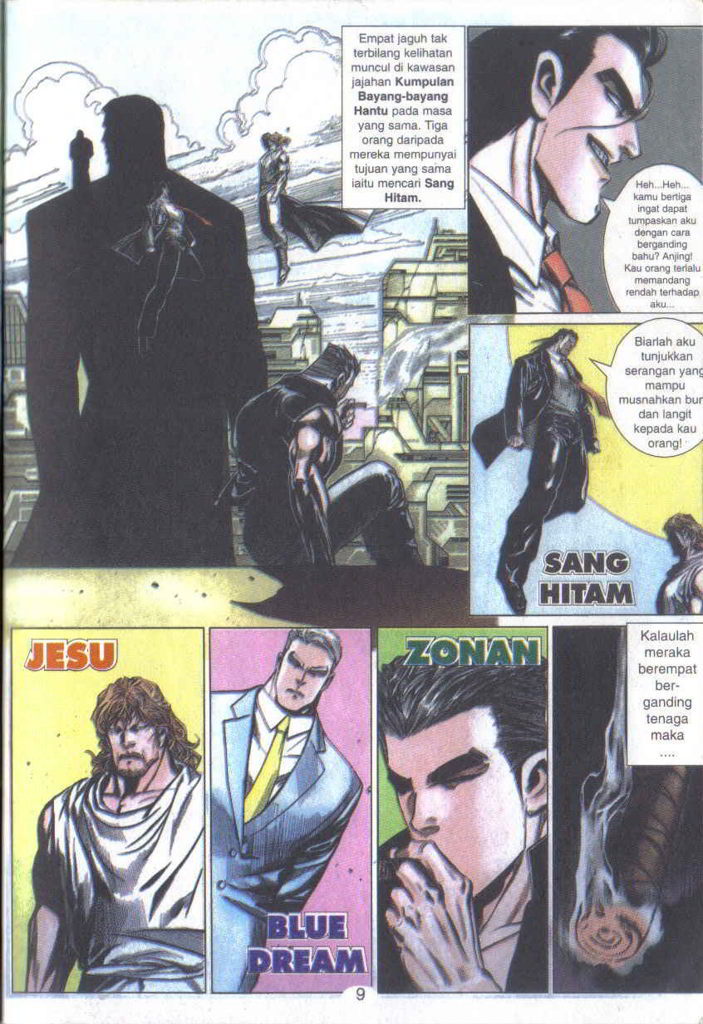 Empat jaguh tak
terbilang kelihatan
muncul di kawasan
jajahan Kumpulan
Bayang-bayang
Hantu pada masa
yang sama. Tiga
orang daripada
mereka mempunyai
tujuan yang sama
iaitu mencari Sang
Hitam.
Heh...Heh...
kamu bertiga
ingat dapat
tumpaskan aku
dengan cara
berganding
bahu? Anjing!
Kau orang terlalu
memandang
rendah terhadap
aku...
Biarlah aku
tunjukkan
serangan yang
mampu
musnahkan bum
dan langit
kepada kau
orang!
SANG
HITAM
JESU
BLUE
DREAM
ZONAN
Kalaulah
meraka
berempat
ber-
ganding
tenaga
maka
....
9